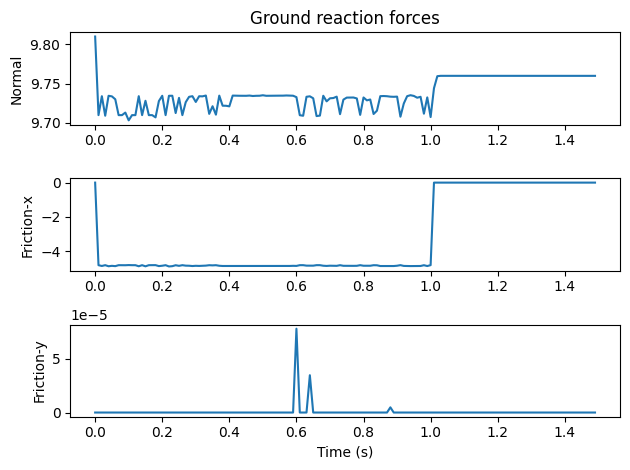 Ground reaction forces
Normal
9.80
9.75
9.70
0.0 0.2 0.4 0.6 0.8 1.0 1.2 1.4
Friction-x
0
−2
−4
0.0 0.2 0.4 0.6 0.8 1.0 1.2 1.4
1e−5
Friction-y
5
0
0.0 0.2 0.4 0.6 0.8 1.0 1.2 1.4
Time (s)